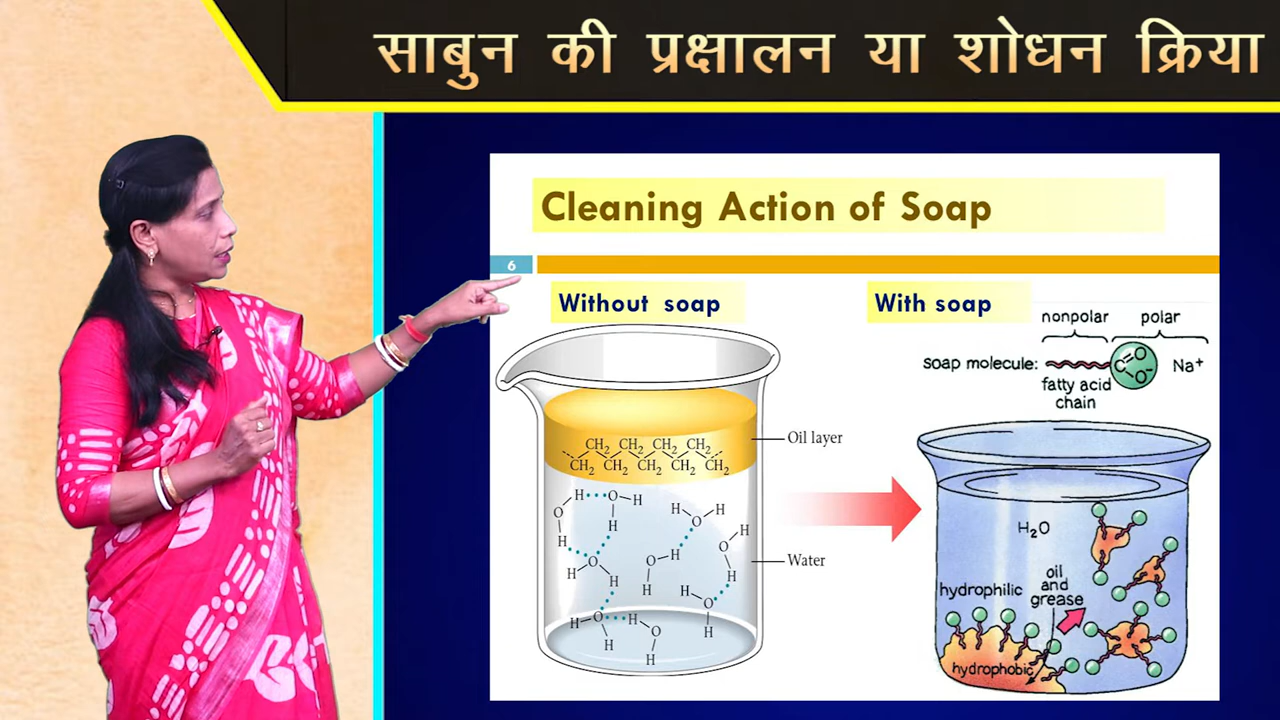 साबुन की प्रक्षालन या शोधन क्रिया
Cleaning Action of Soap
6
Without soap
With soap
nonpolar polar
soap molecule: C O O⁻ Na⁺
fatty acid
chain
CH₂ CH₂ CH₂ CH₂
CH₂ CH₂ CH₂ CH₂ CH₂
Oil layer
H O H
O H H
H
H O H
O H
H
O H
O H
H
H O H
H
H O
H
H O H
H
O
H
Water
H₂O
hydrophilic
oil
and
grease
hydrophobic